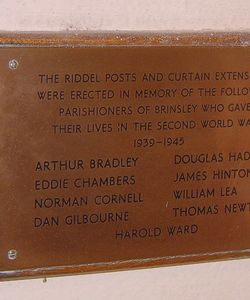 THE RIDDEL POSTS AND CURTAIN EXTENS
WERE ERECTED IN MEMORY OF THE FOLLOW
PARISHIONERS OF BRINSLEY WHO GAVE
THEIR LIVES IN THE SECOND WORLD WA
1939-1945
ARTHUR BRADLEY DOUGLAS HAD
EDDIE CHAMBERS JAMES HINTON
NORMAN CORNELL WILLIAM LEA
DAN GILBOURNE THOMAS NEWT
HAROLD WARD